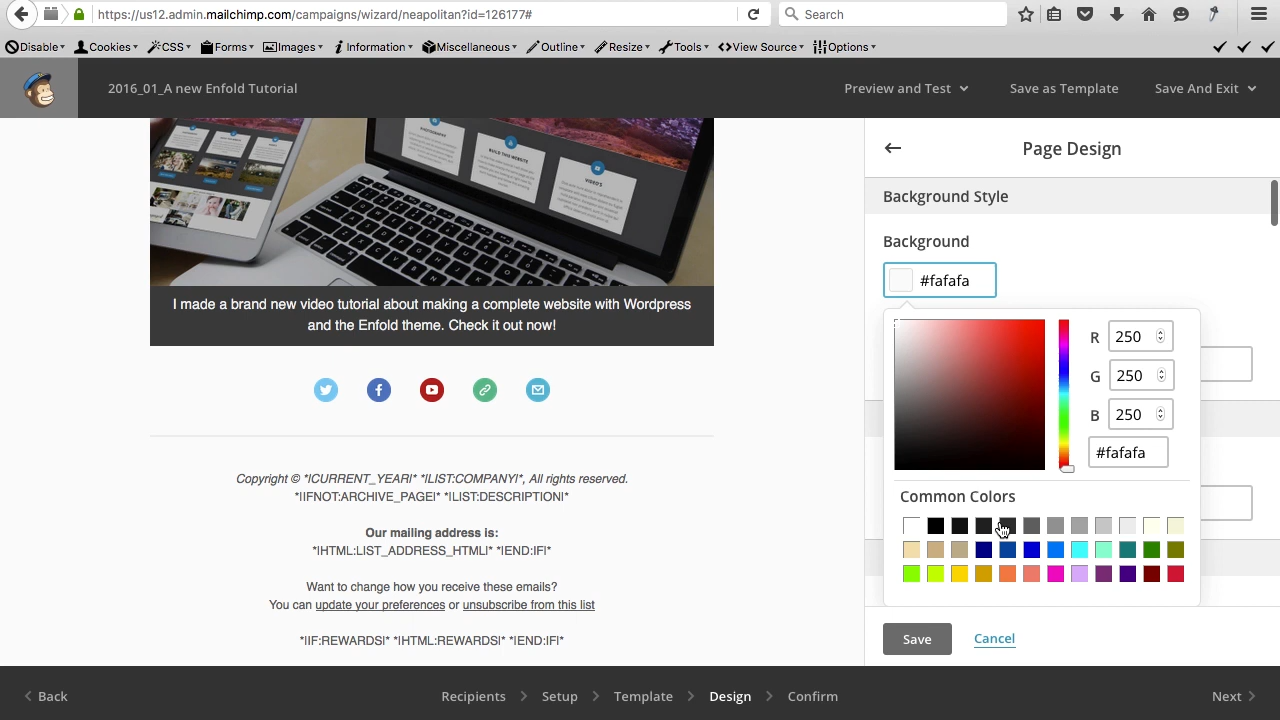 https://us12.admin.mailchimp.com/campaigns/wizard/neapolitan?id=126177#
Search
Disable
Cookies
CSS
Forms
Images
Information
Miscellaneous
Outline
Resize
Tools
View Source
Options
2016_01_A new Enfold Tutorial
Preview and Test
Save as Template
Save And Exit
PHOTOGRAPHY
BUILD THIS WEBSITE
VIDEO'S
I made a brand new video tutorial about making a complete website with Wordpress
and the Enfold theme. Check it out now!
Copyright © *|CURRENT_YEAR|* *|LIST:COMPANY|*, All rights reserved.
*|IFNOT:ARCHIVE_PAGE|* *|LIST:DESCRIPTION|*
Our mailing address is:
*|HTML:LIST_ADDRESS_HTML|* *|END:IF|*
Want to change how you receive these emails?
You can update your preferences or unsubscribe from this list
*|IF:REWARDS|* *|HTML:REWARDS|* *|END:IF|*
Page Design
Background Style
Background
#fafafa
R 250
G 250
B 250
#fafafa
Common Colors
Save
Cancel
Back
Recipients
Setup
Template
Design
Confirm
Next